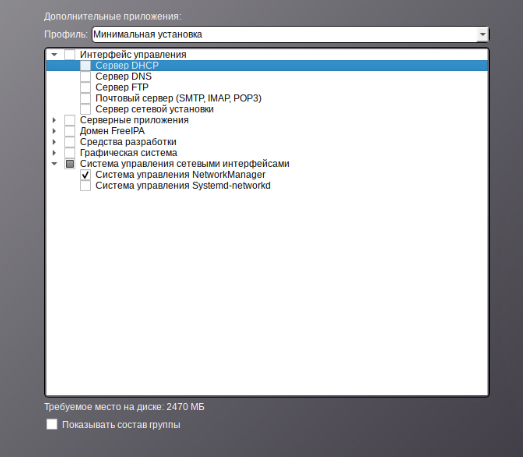 Дополнительные приложения:
Профиль: Минимальная установка
Интерфейс управления
Сервер DHCP
Сервер DNS
Сервер FTP
Почтовый сервер (SMTP, IMAP, POP3)
Сервер сетевой установки
Серверные приложения
Домен FreeIPA
Средства разработки
Графическая система
Система управления сетевыми интерфейсами
Система управления NetworkManager
Система управления Systemd-networkd
Требуемое место на диске: 2470 МБ
Показывать состав группы